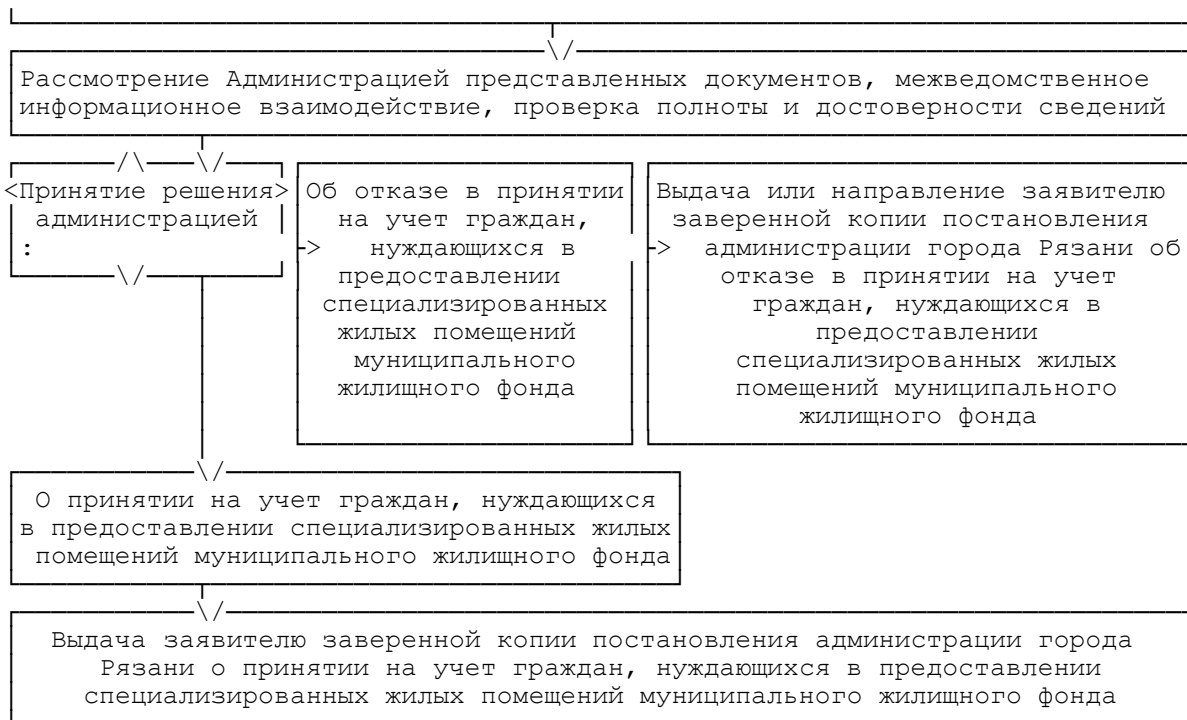 Рассмотрение Администрацией представленных документов, межведомственное
информационное взаимодействие, проверка полноты и достоверности сведений
<Принятие решения>
администрацией
:
Об отказе в принятии
на учет граждан,
-> нуждающихся в
предоставлении
специализированных
жилых помещений
муниципального
жилищного фонда
Выдача или направление заявителю
заверенной копии постановления
-> администрации города Рязани об
отказе в принятии на учет
граждан, нуждающихся в
предоставлении
специализированных жилых
помещений муниципального
жилищного фонда
О принятии на учет граждан, нуждающихся
в предоставлении специализированных жилых
помещений муниципального жилищного фонда
Выдача заявителю заверенной копии постановления администрации города
Рязани о принятии на учет граждан, нуждающихся в предоставлении
специализированных жилых помещений муниципального жилищного фонда